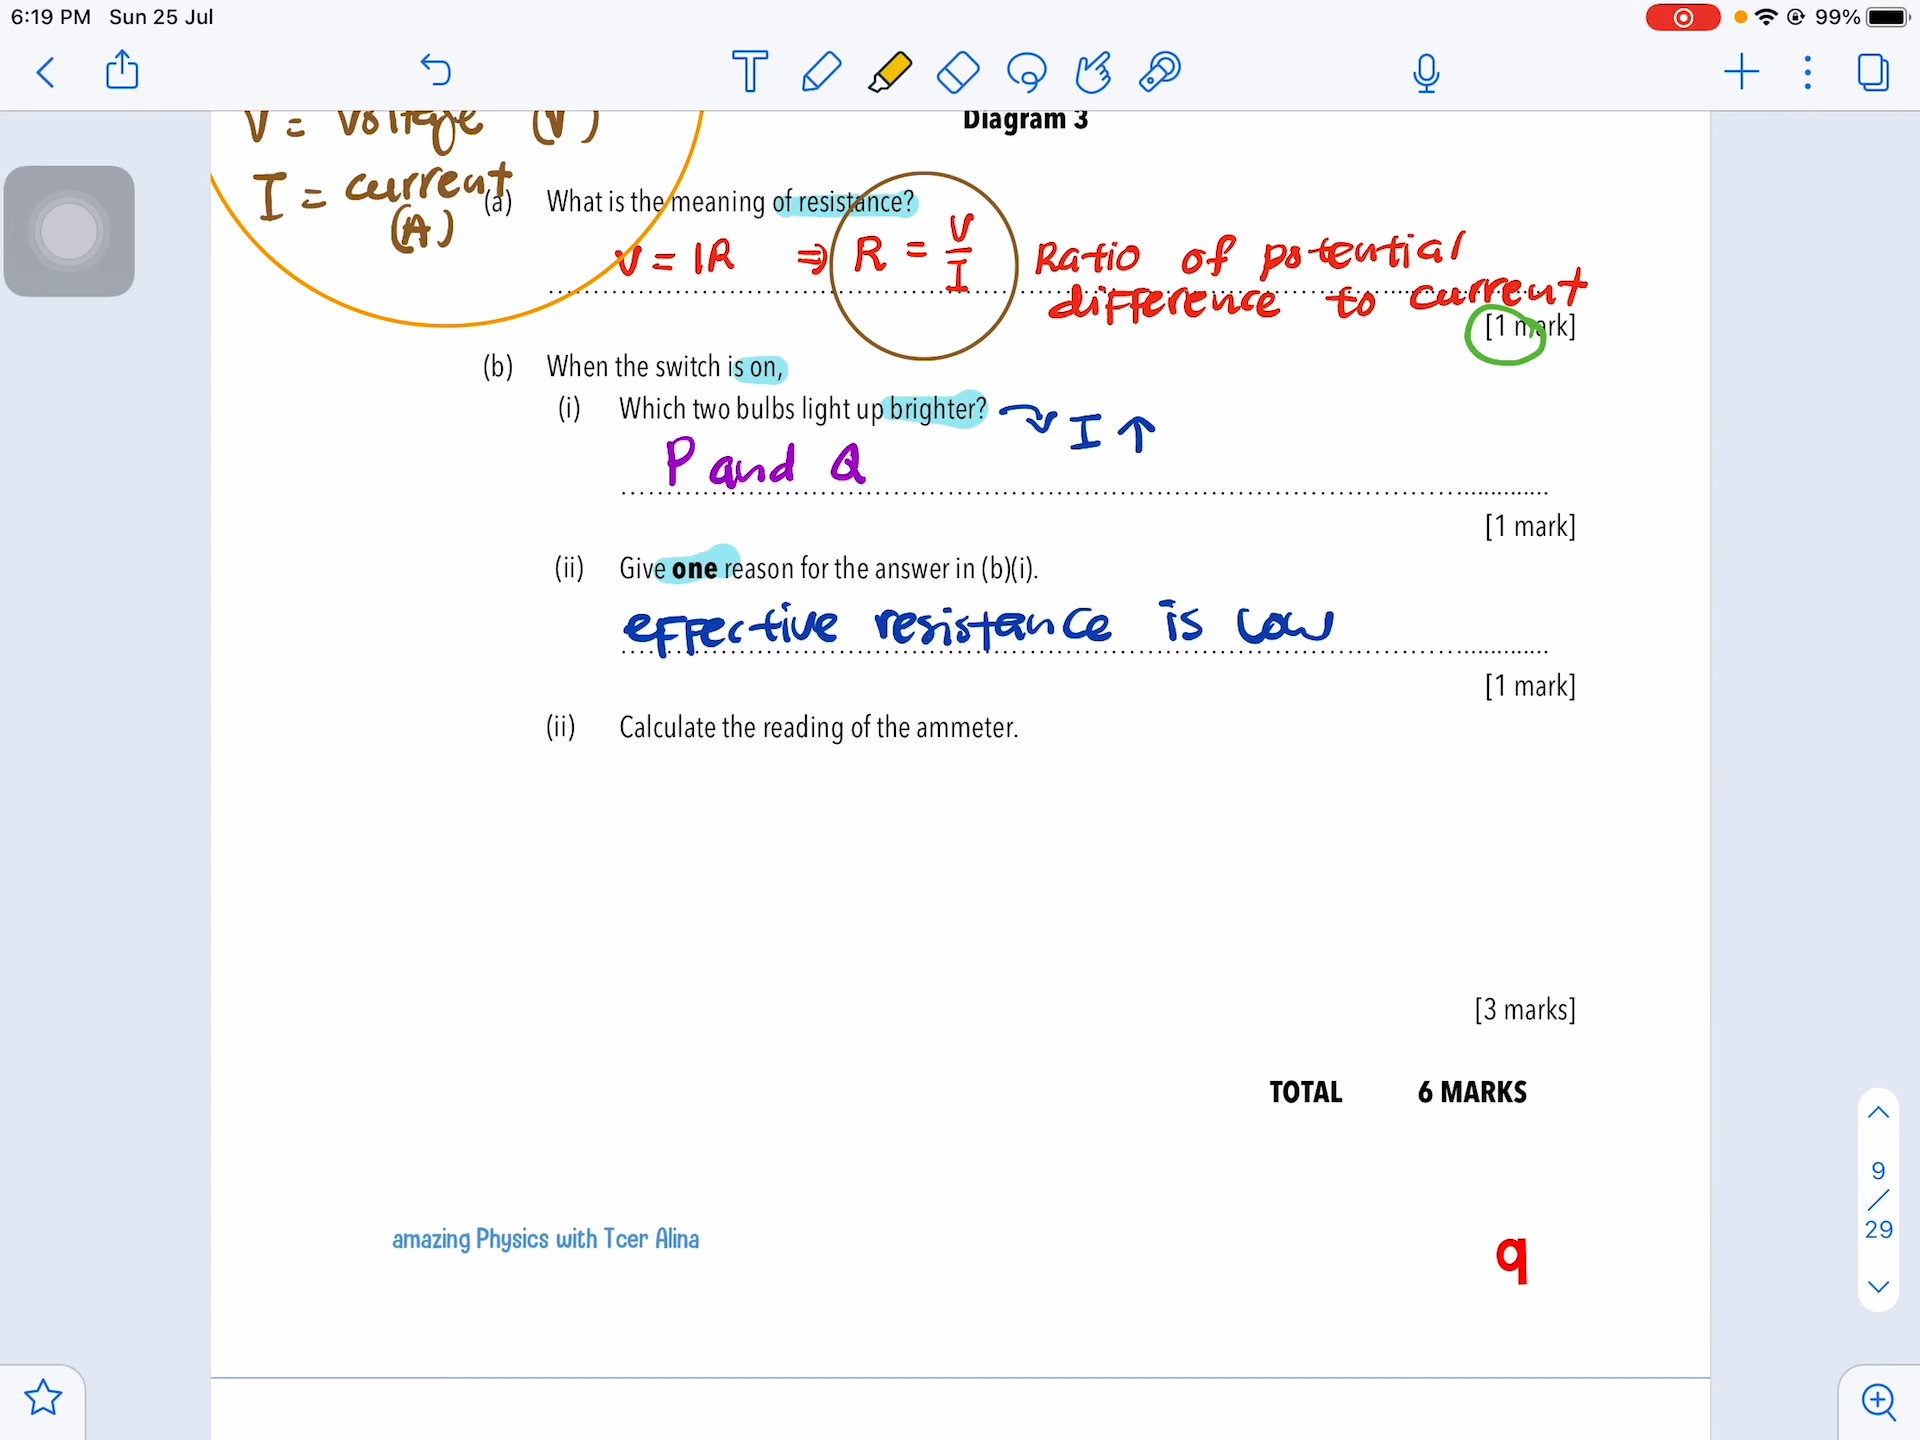 6:19 PM Sun 25 Jul
99%
Diagram 3
V = voltage (V)
I = current
(A)
(a) What is the meaning of resistance?
V = IR ⇒ R = V/I Ratio of potential
difference to current
[1 mark]
(b) When the switch is on,
(i) Which two bulbs light up brighter? I ↑
P and Q
[1 mark]
(ii) Give one reason for the answer in (b)(i).
effective resistance is low
[1 mark]
(ii) Calculate the reading of the ammeter.
[3 marks]
TOTAL 6 MARKS
amazing Physics with Tcer Alina
9
9
/
29